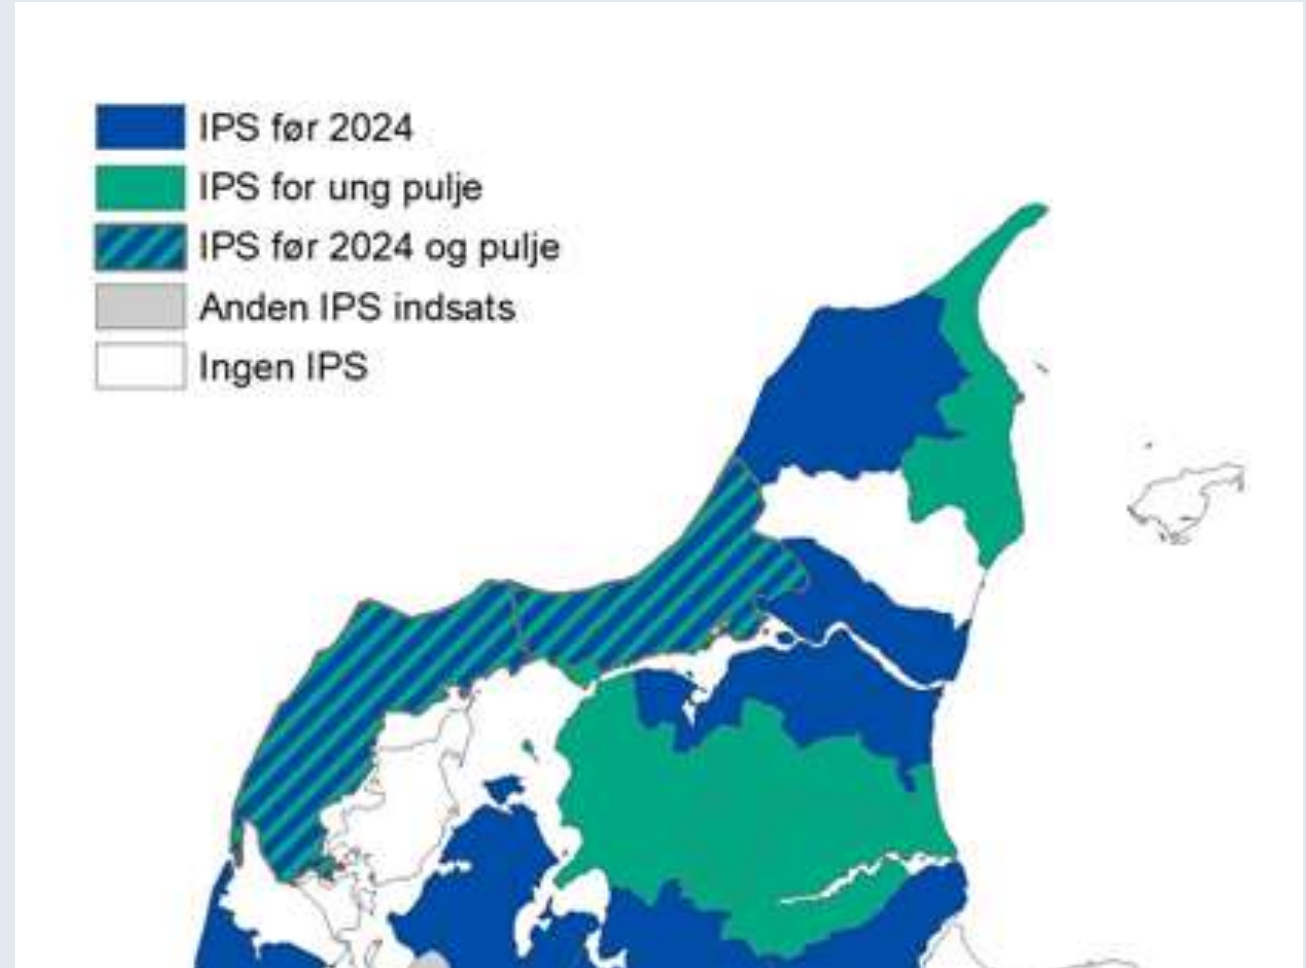 IPS før 2024
IPS for ung pulje
IPS før 2024 og pulje
Anden IPS indsats
Ingen IPS